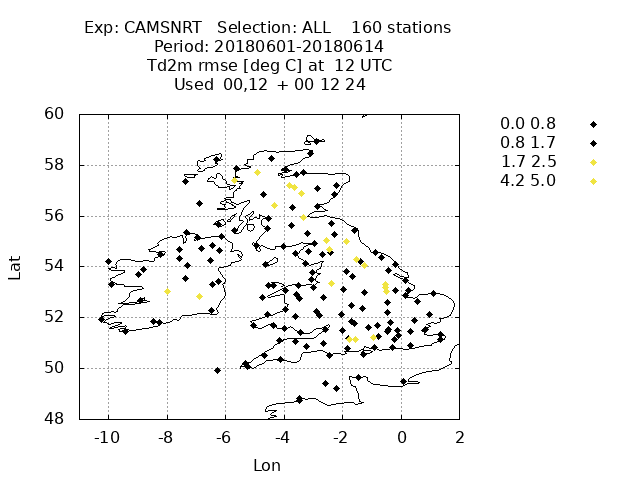 Exp: CAMSNRT Selection: ALL 160 stations
Period: 20180601-20180614
Td2m rmse [deg C] at 12 UTC
Used 00,12 + 00 12 24
0.0 0.8
0.8 1.7
1.7 2.5
4.2 5.0
60
58
56
54
52
50
48
Lat
-10 -8 -6 -4 -2 0 2
Lon